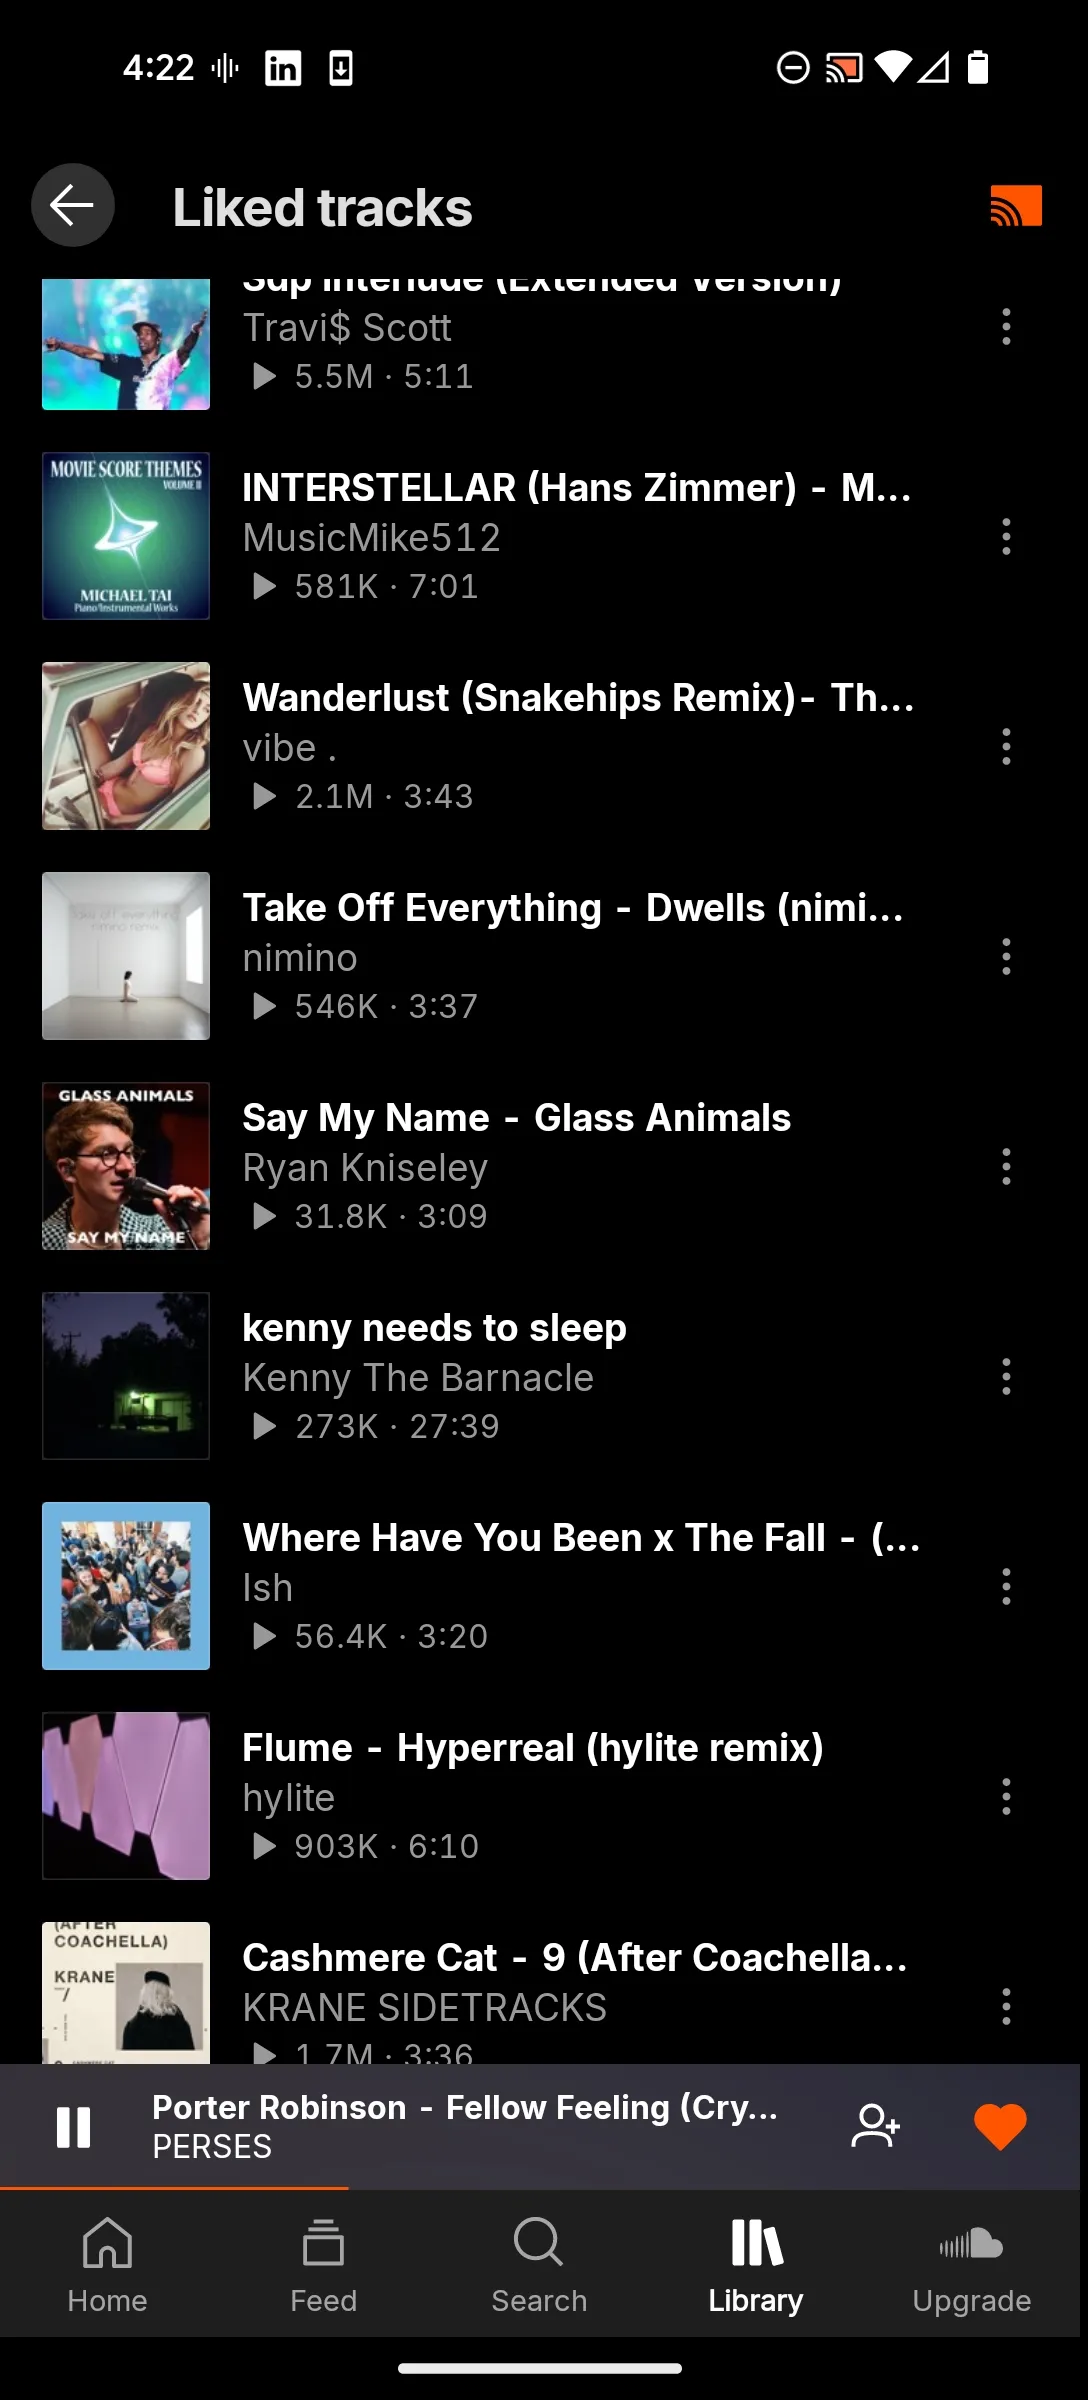 4:22
Liked tracks
Sdp Interlude (Extended Version)
Travi$ Scott
5.5M · 5:11
MOVIE SCORE THEMES
VOLUME II
MICHAEL TAI
Piano/Instrumental Works
INTERSTELLAR (Hans Zimmer) - M...
MusicMike512
581K · 7:01
Wanderlust (Snakehips Remix)- Th...
vibe .
2.1M · 3:43
take off everything
nimino remix
Take Off Everything - Dwells (nimi...
nimino
546K · 3:37
GLASS ANIMALS
SAY MY NAME
Say My Name - Glass Animals
Ryan Kniseley
31.8K · 3:09
kenny needs to sleep
Kenny The Barnacle
273K · 27:39
Where Have You Been x The Fall - (...
Ish
56.4K · 3:20
Flume - Hyperreal (hylite remix)
hylite
903K · 6:10
(AFTER
COACHELLA)
KRANE
Cashmere Cat - 9 (After Coachella...
KRANE SIDETRACKS
1.7M · 3:36
Porter Robinson - Fellow Feeling (Cry...
PERSES
Home
Feed
Search
Library
Upgrade